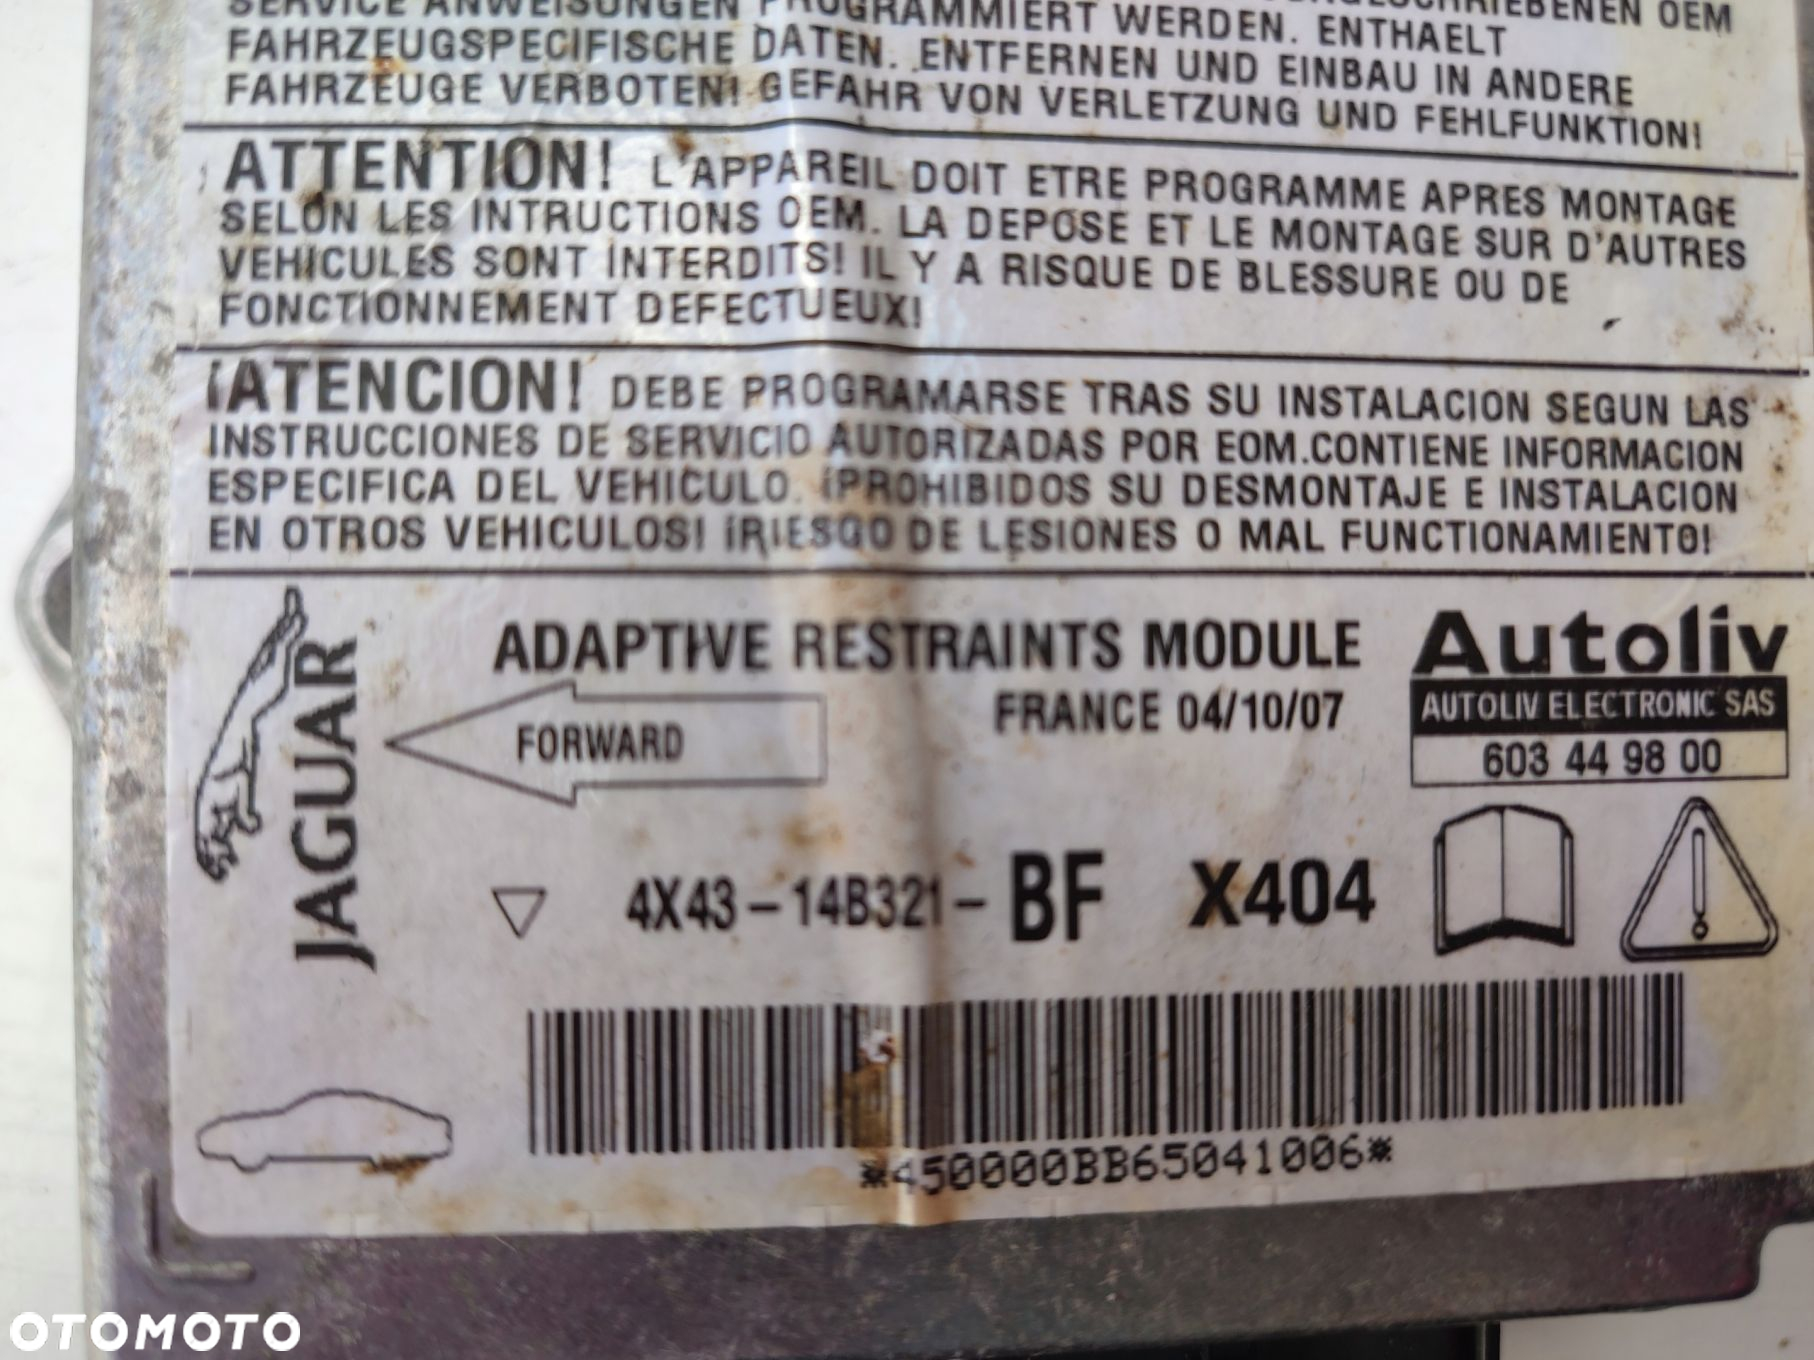 SERVICE ANWEISUNGEN PROGRAMMIERT WERDEN. ENTHAELT
FAHRZEUGSPECIFISCHE DATEN. ENTFERNEN UND EINBAU IN ANDERE
FAHRZEUGE VERBOTEN! GEFAHR VON VERLETZUNG UND FEHLFUNKTION!
ATTENTION! L'APPAREIL DOIT ETRE PROGRAMME APRES MONTAGE
SELON LES INTRUCTIONS OEM. LA DEPOSE ET LE MONTAGE SUR D'AUTRES
VEHICULES SONT INTERDITS! IL Y A RISQUE DE BLESSURE OU DE
FONCTIONNEMENT DEFECTUEUX!
¡ATENCION! DEBE PROGRAMARSE TRAS SU INSTALACION SEGUN LAS
INSTRUCCIONES DE SERVICIO AUTORIZADAS POR EOM.CONTIENE INFORMACION
ESPECIFICA DEL VEHICULO. ¡PROHIBIDOS SU DESMONTAJE E INSTALACION
EN OTROS VEHICULOS! ¡RIESGO DE LESIONES O MAL FUNCTIONAMIENTO!
JAGUAR
ADAPTIVE RESTRAINTS MODULE
FRANCE 04/10/07
FORWARD
Autoliv
AUTOLIV ELECTRONIC SAS
603 44 98 00
4X43-14B321-BF X404
*450000BB65041006*
OTOMOTO